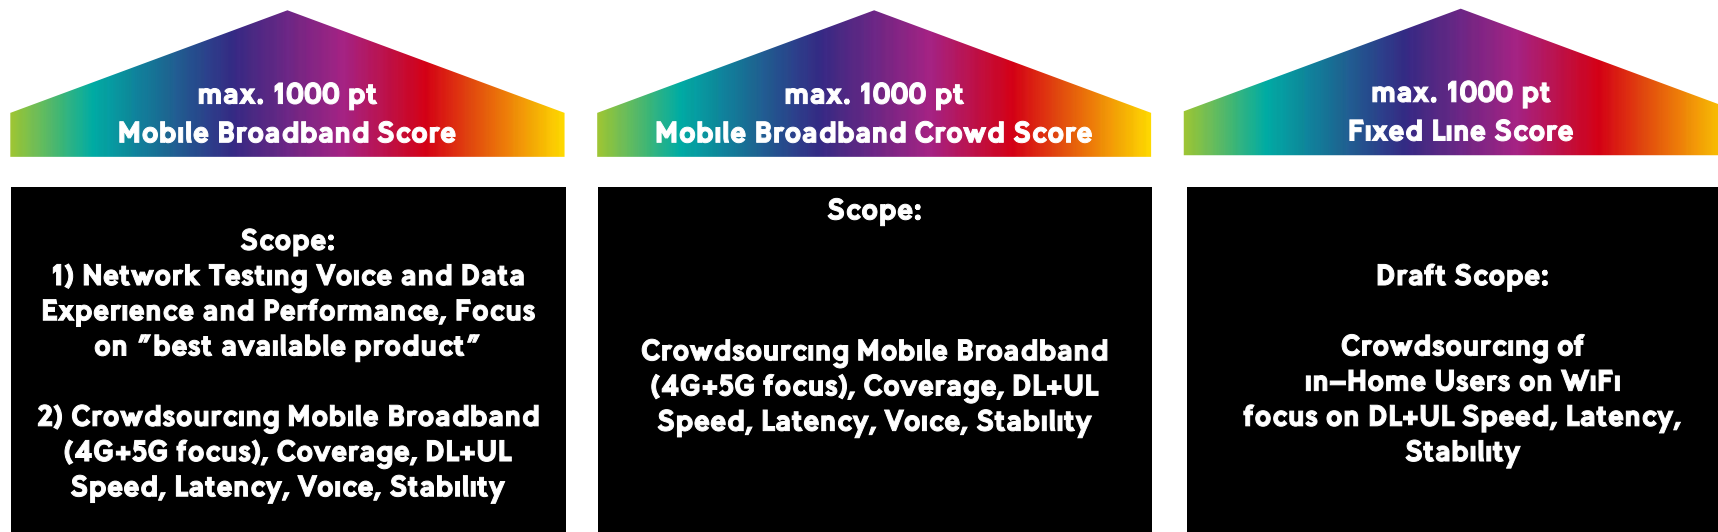 max. 1000 pt
Mobile Broadband Score
Scope:
1) Network Testing Voice and Data
Experience and Performance, Focus
on "best available product"
2) Crowdsourcing Mobile Broadband
(4G+5G focus), Coverage, DL+UL
Speed, Latency, Voice, Stability
max. 1000 pt
Mobile Broadband Crowd Score
Scope:
Crowdsourcing Mobile Broadband
(4G+5G focus), Coverage, DL+UL
Speed, Latency, Voice, Stability
max. 1000 pt
Fixed Line Score
Draft Scope:
Crowdsourcing of
in-Home Users on WiFi
focus on DL+UL Speed, Latency,
Stability